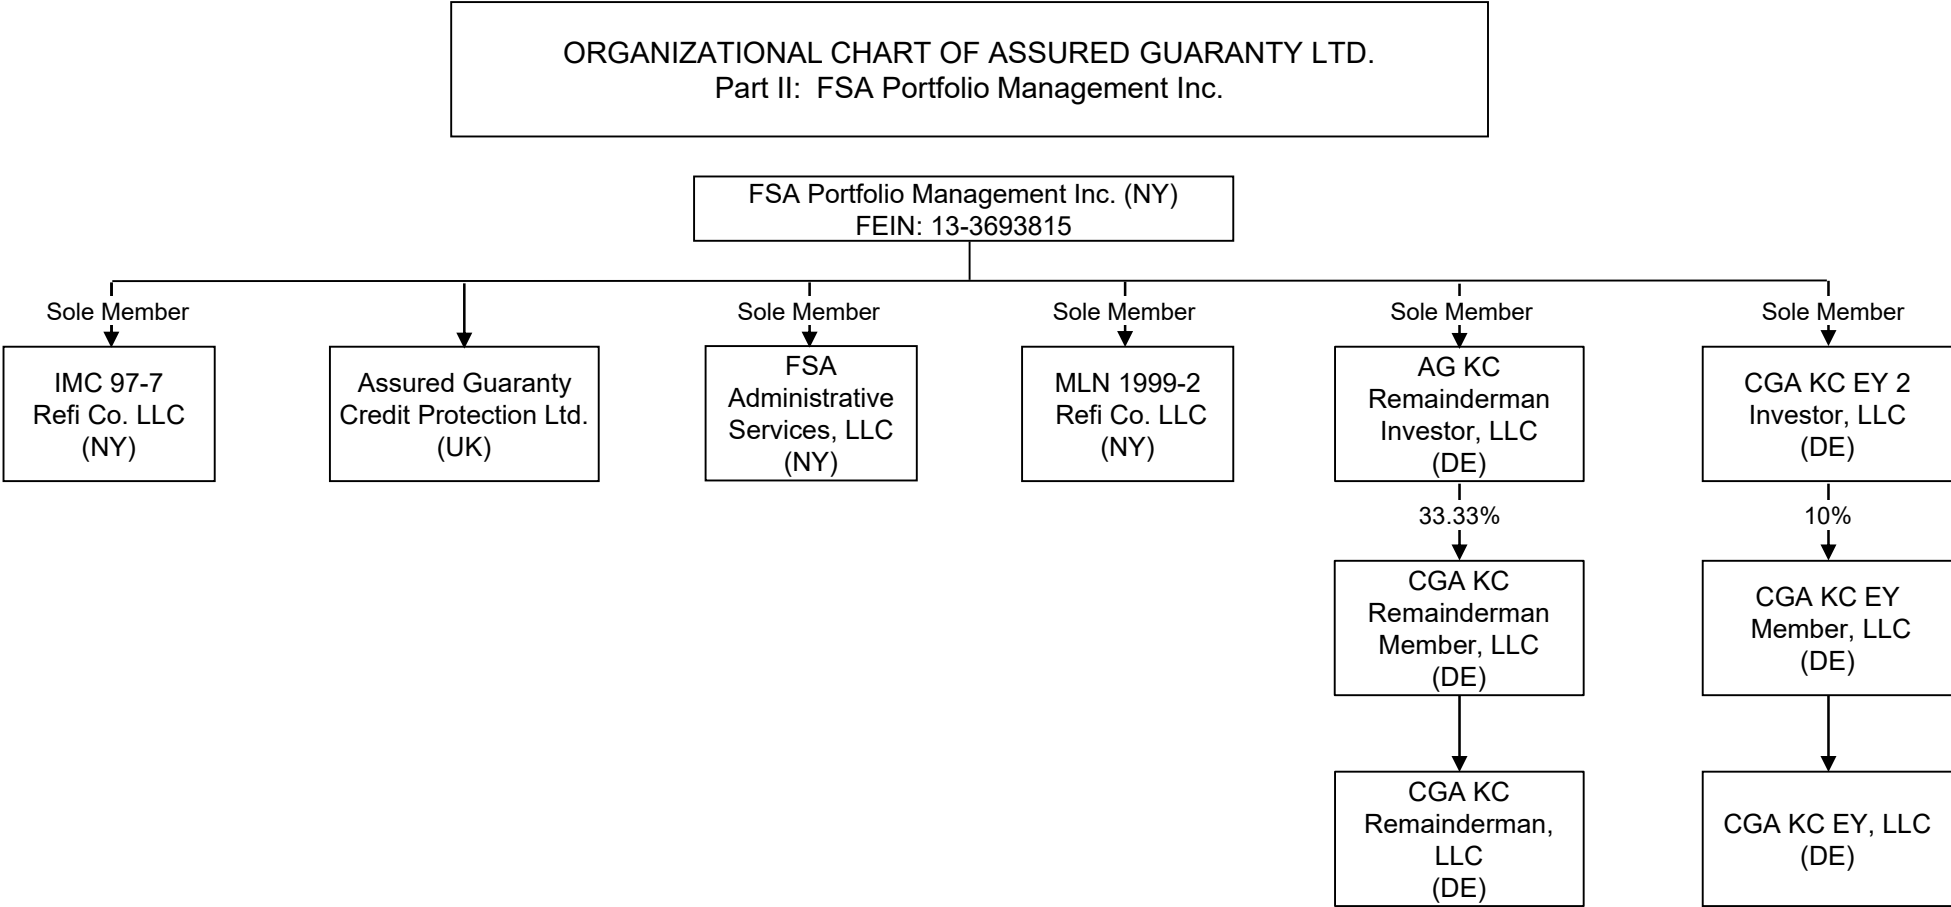 ORGANIZATIONAL CHART OF ASSURED GUARANTY LTD.
Part II: FSA Portfolio Management Inc.
FSA Portfolio Management Inc. (NY)
FEIN: 13-3693815
Sole Member
Sole Member
Sole Member
Sole Member
Sole Member
IMC 97-7
Refi Co. LLC
(NY)
Assured Guaranty
Credit Protection Ltd.
(UK)
FSA
Administrative
Services, LLC
(NY)
MLN 1999-2
Refi Co. LLC
(NY)
AG KC
Remainderman
Investor, LLC
(DE)
CGA KC EY 2
Investor, LLC
(DE)
33.33%
10%
CGA KC
Remainderman
Member, LLC
(DE)
CGA KC EY
Member, LLC
(DE)
CGA KC
Remainderman,
LLC
(DE)
CGA KC EY, LLC
(DE)